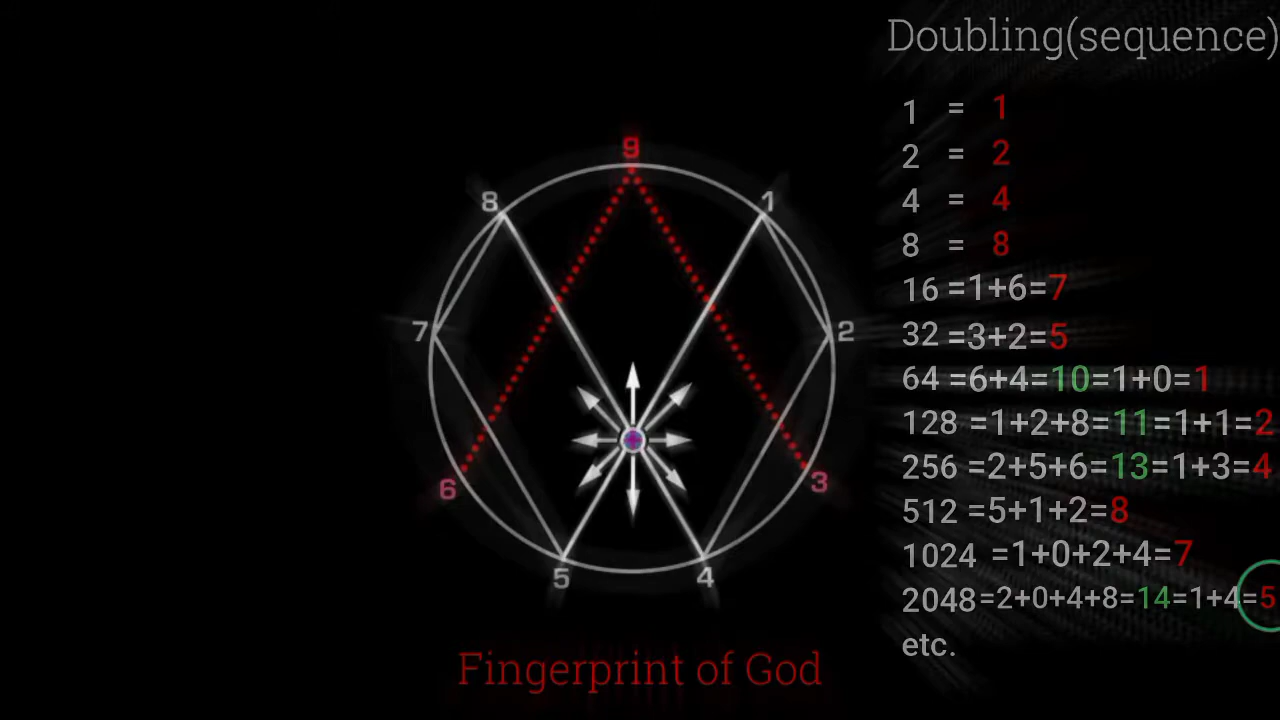 Doubling(sequence)
9
8
1
7
2
6
3
5
4
1 = 1
2 = 2
4 = 4
8 = 8
16 =1+6=7
32 =3+2=5
64 =6+4=10=1+0=1
128 =1+2+8=11=1+1=2
256 =2+5+6=13=1+3=4
512 =5+1+2=8
1024 =1+0+2+4=7
2048=2+0+4+8=14=1+4=5
etc.
Fingerprint of God